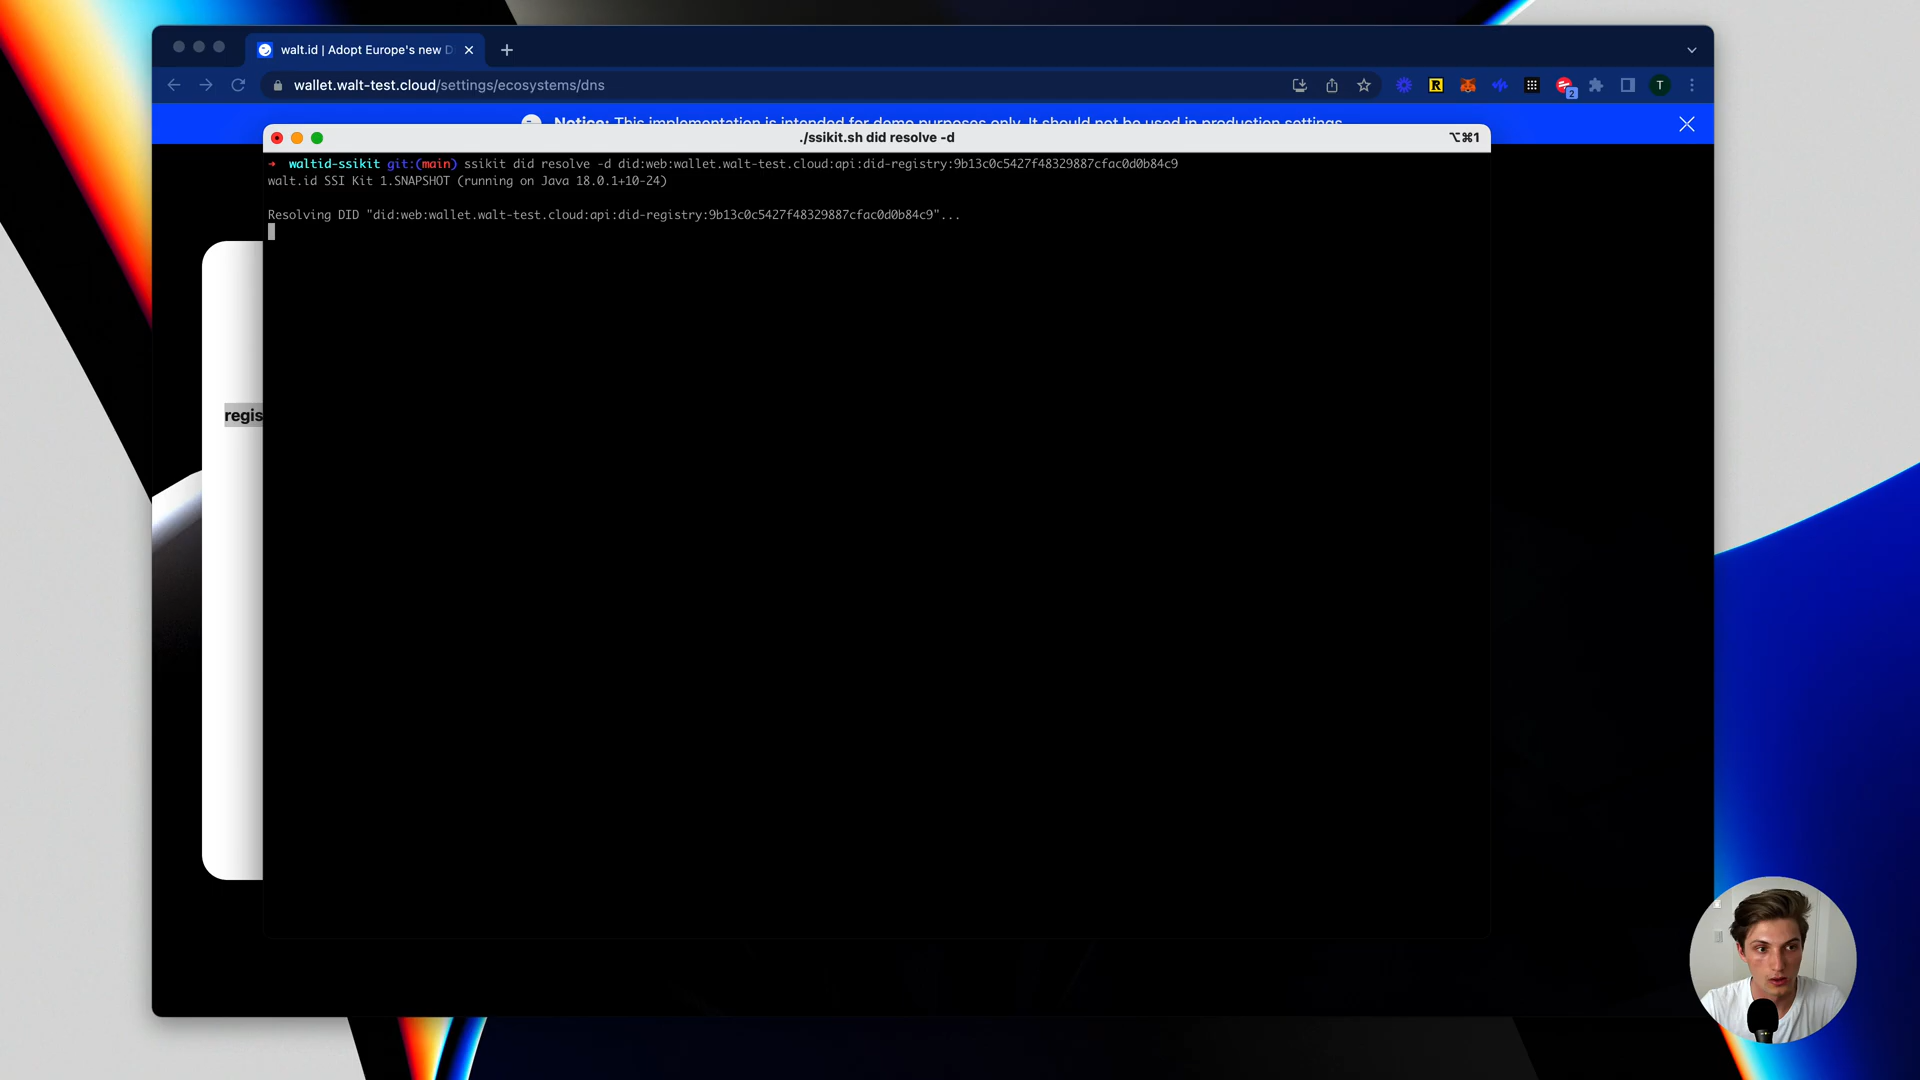 walt.id | Adopt Europe's new D
wallet.walt-test.cloud/settings/ecosystems/dns
R
2
T
Notice: This implementation is intended for demo purposes only. It should not be used in production settings.
./ssikit.sh did resolve -d
⌥⌘1
➜ waltid-ssikit git:(main) ssikit did resolve -d did:web:wallet.walt-test.cloud:api:did-registry:9b13c0c5427f48329887cfac0d0b84c9
walt.id SSI Kit 1.SNAPSHOT (running on Java 18.0.1+10-24)
Resolving DID "did:web:wallet.walt-test.cloud:api:did-registry:9b13c0c5427f48329887cfac0d0b84c9"...
regis